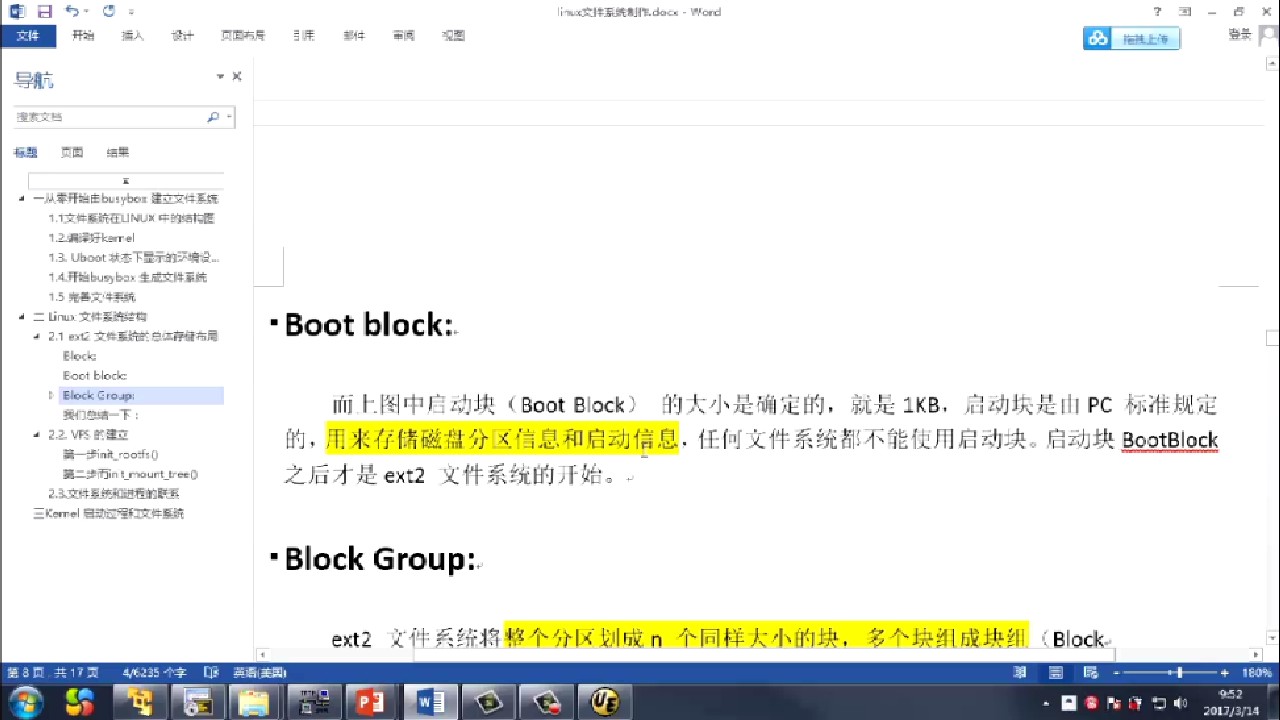 linux文件系统制作.docx - Word
文件 开始 插入 设计 页面布局 引用 邮件 审阅 视图
拖拽上传
登录
导航
搜索文档
标题 页面 结果
一从零开始由busybox 建立文件系统
1.1文件系统在LINUX 中的结构图
1.2.编译好kernel
1.3. Uboot 状态下显示的环境设...
1.4.开始busybox 生成文件系统
1.5 完善文件系统
二 Linux 文件系统结构
2.1 ext2 文件系统的总体存储布局
Block:
Boot block:
Block Group:
我们总结一下：
2.2. VFS 的建立
第一步init_rootfs()
第二步而init_mount_tree()
2.3.文件系统和进程的联系
三Kernel 启动过程和文件系统
Boot block:
而上图中启动块（Boot Block） 的大小是确定的，就是 1KB，启动块是由 PC 标准规定
的，用来存储磁盘分区信息和启动信息，任何文件系统都不能使用启动块。启动块 BootBlock
之后才是 ext2 文件系统的开始。
Block Group:
ext2 文件系统将整个分区划成 n 个同样大小的块，多个块组成块组（Block
第 8 页，共 17 页 4/6235 个字 英语(美国) 180%
9:52
2017/3/14